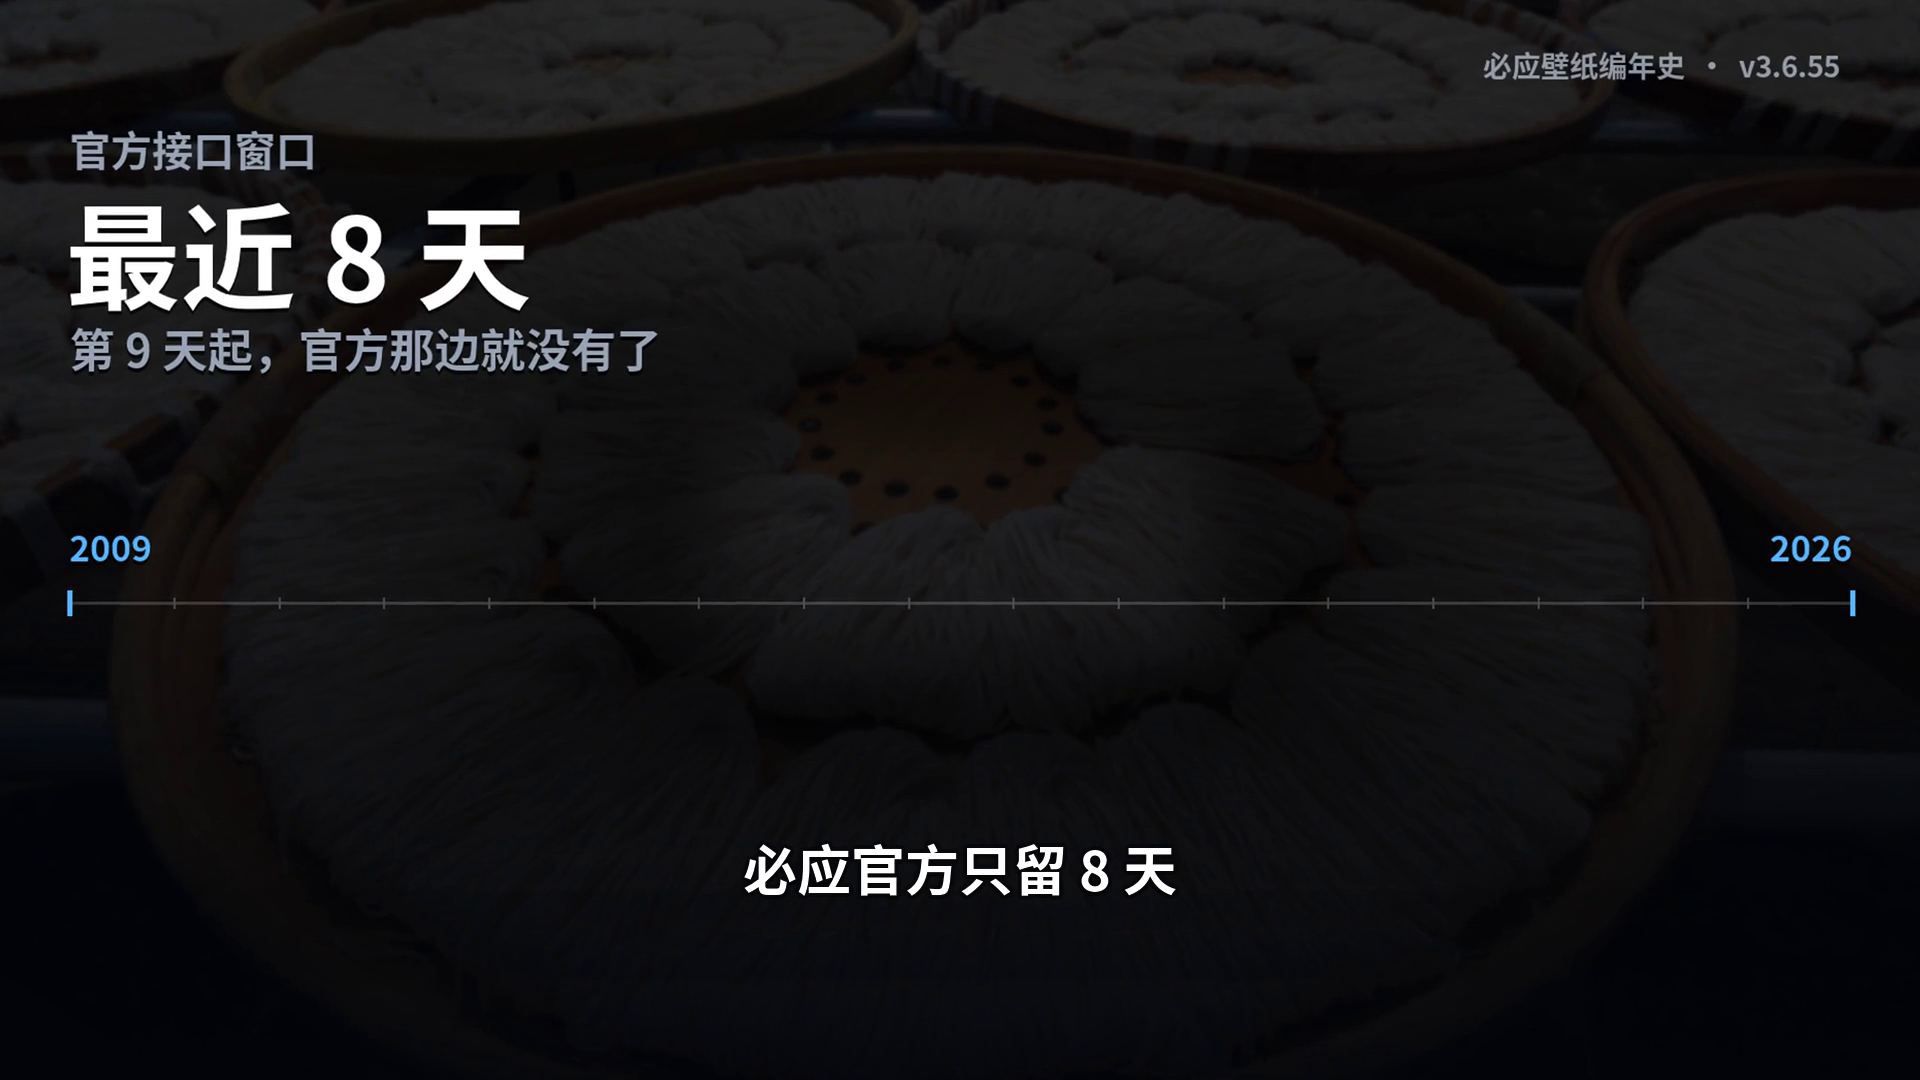 必应壁纸编年史 • v3.6.55
官方接口窗口
最近 8 天
第 9 天起，官方那边就没有了
2009
2026
必应官方只留 8 天